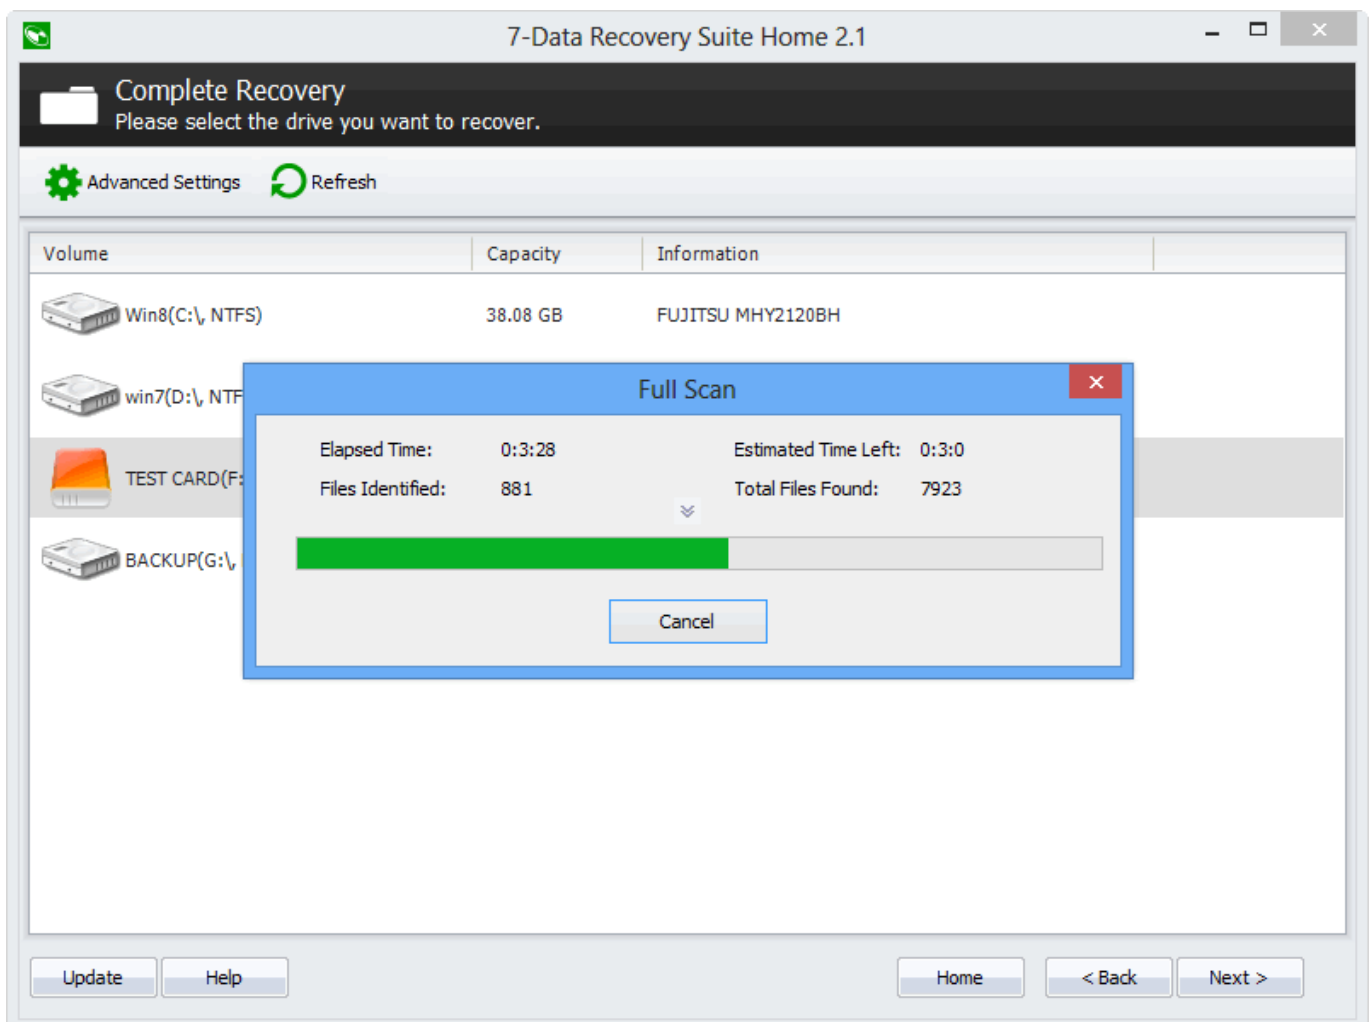 7-Data Recovery Suite Home 2.1
Complete Recovery
Please select the drive you want to recover.
Advanced Settings Refresh
Volume Capacity Information
Win8(C:\, NTFS) 38.08 GB FUJITSU MHY2120BH
win7(D:\, NTF
Full Scan
Elapsed Time: 0:3:28 Estimated Time Left: 0:3:0
TEST CARD(F:
Files Identified: 881 Total Files Found: 7923
BACKUP(G:\,
Cancel
Update Help Home < Back Next >